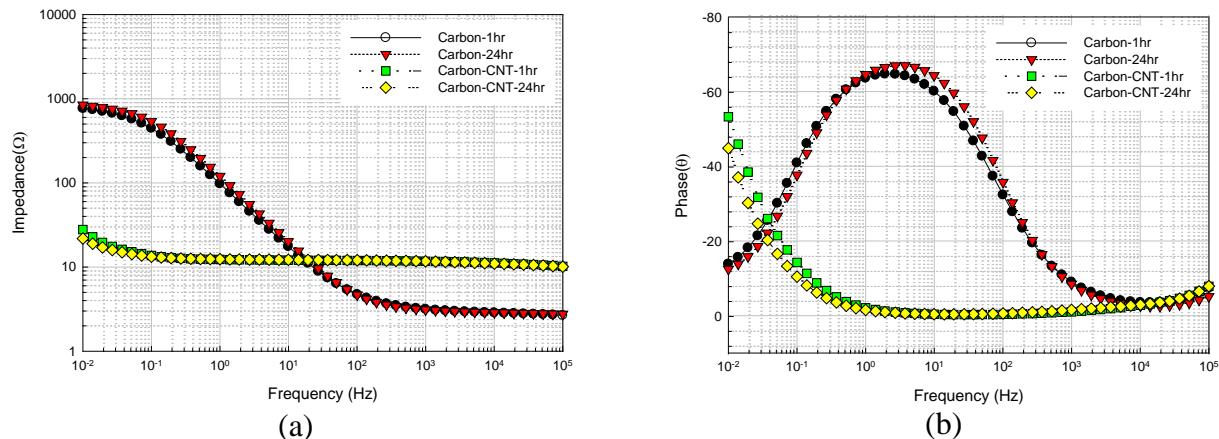 10000
1000
100
10
1
Impedance(Ω)
10⁻² 10⁻¹ 10⁰ 10¹ 10² 10³ 10⁴ 10⁵
Frequency (Hz)
Carbon-1hr
Carbon-24hr
Carbon-CNT-1hr
Carbon-CNT-24hr
(a)
-80
-60
-40
-20
0
Phase(θ)
10⁻² 10⁻¹ 10⁰ 10¹ 10² 10³ 10⁴ 10⁵
Frequency (Hz)
Carbon-1hr
Carbon-24hr
Carbon-CNT-1hr
Carbon-CNT-24hr
(b)